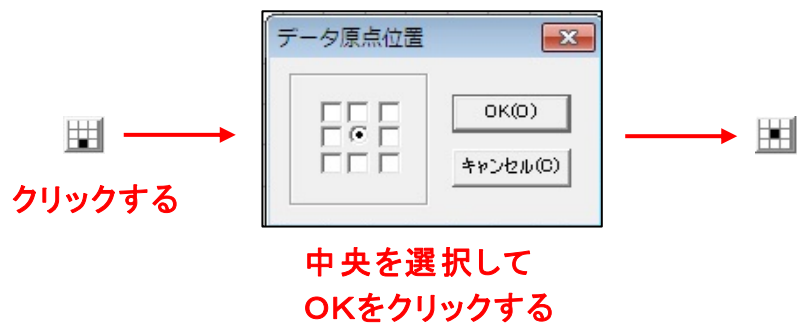 データ原点位置
OK(O)
キャンセル(C)
クリックする
中央を選択して
OKをクリックする